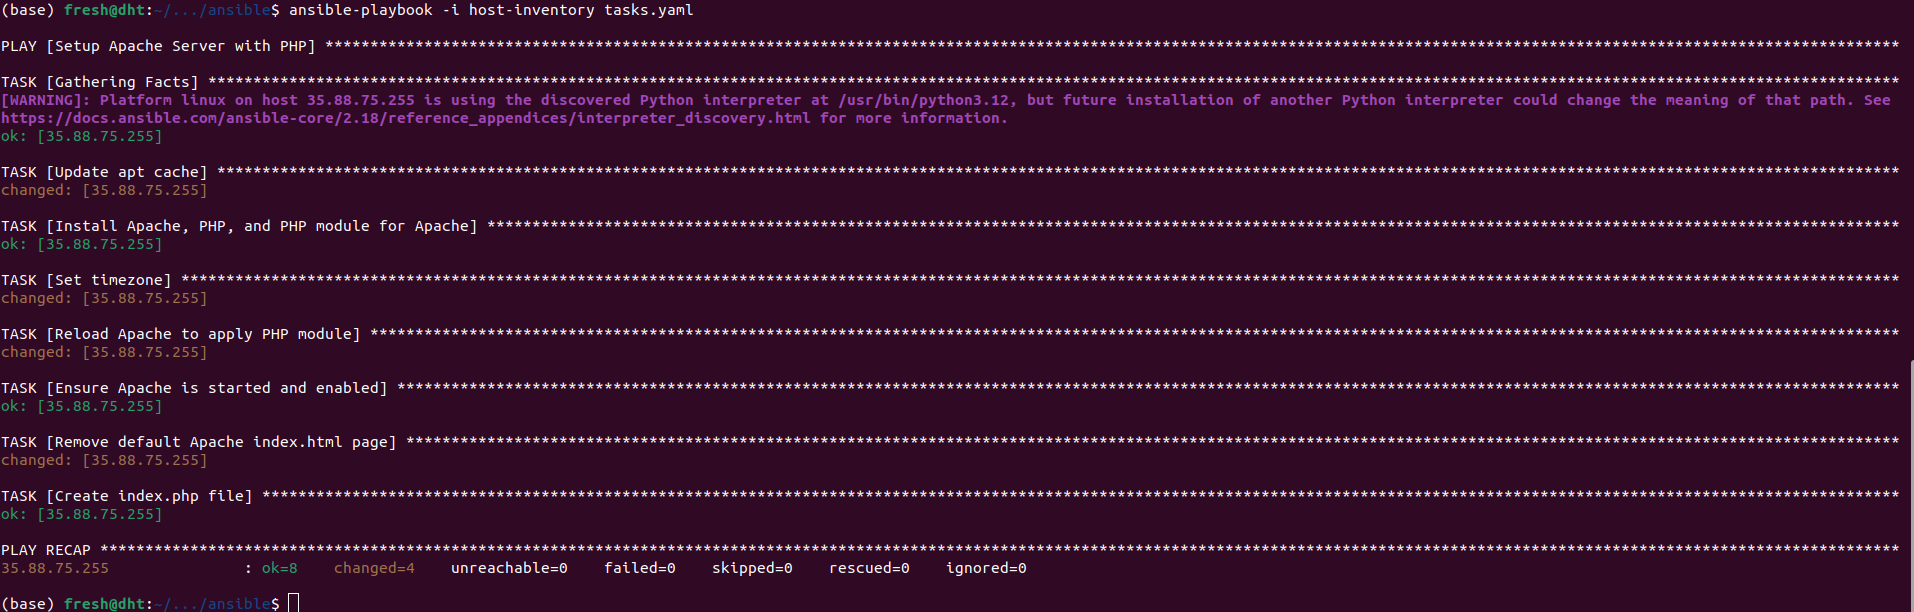 (base) fresh@dht:~/.../ansible$ ansible-playbook -i host-inventory tasks.yaml
PLAY [Setup Apache Server with PHP] *******************************************************************************************************************************************************************************
TASK [Gathering Facts] ********************************************************************************************************************************************************************************************
[WARNING]: Platform linux on host 35.88.75.255 is using the discovered Python interpreter at /usr/bin/python3.12, but future installation of another Python interpreter could change the meaning of that path. See
https://docs.ansible.com/ansible-core/2.18/reference_appendices/interpreter_discovery.html for more information.
ok: [35.88.75.255]
TASK [Update apt cache] *******************************************************************************************************************************************************************************************
changed: [35.88.75.255]
TASK [Install Apache, PHP, and PHP module for Apache] *************************************************************************************************************************************************************
ok: [35.88.75.255]
TASK [Set timezone] ***********************************************************************************************************************************************************************************************
changed: [35.88.75.255]
TASK [Reload Apache to apply PHP module] **************************************************************************************************************************************************************************
changed: [35.88.75.255]
TASK [Ensure Apache is started and enabled] ***********************************************************************************************************************************************************************
ok: [35.88.75.255]
TASK [Remove default Apache index.html page] **********************************************************************************************************************************************************************
changed: [35.88.75.255]
TASK [Create index.php file] **************************************************************************************************************************************************************************************
ok: [35.88.75.255]
PLAY RECAP ********************************************************************************************************************************************************************************************************
35.88.75.255               : ok=8    changed=4    unreachable=0    failed=0    skipped=0    rescued=0    ignored=0
(base) fresh@dht:~/.../ansible$